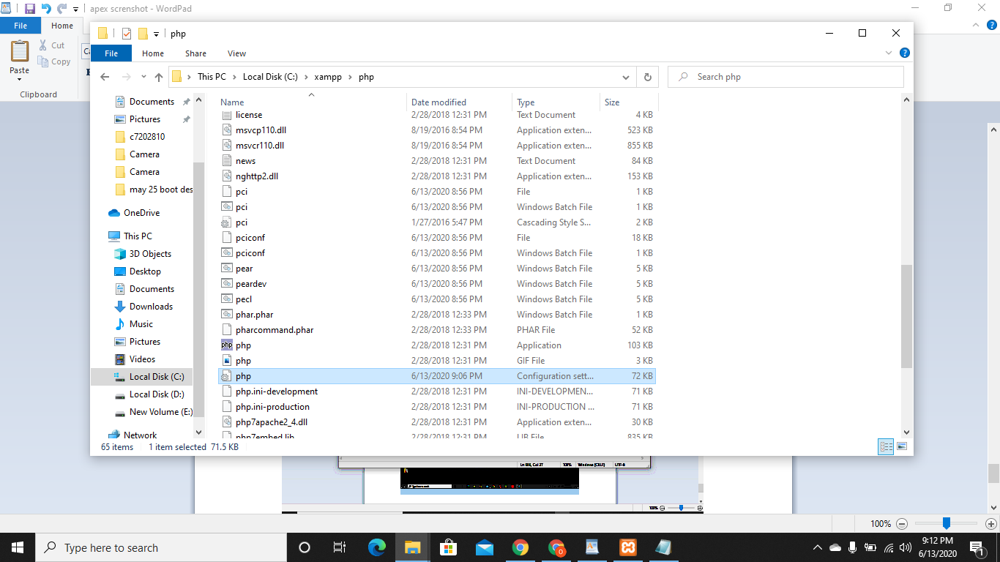 apex screnshot - WordPad
File Home
Paste
Cut
Copy
Clipboard
php
File Home Share View
This PC Local Disk (C:) xampp php
Search php
Documents
Pictures
c7202810
Camera
Camera
may 25 boot des
OneDrive
This PC
3D Objects
Desktop
Documents
Downloads
Music
Pictures
Videos
Local Disk (C:)
Local Disk (D:)
New Volume (E:)
Network
Name Date modified Type Size
license 2/28/2018 12:31 PM Text Document 4 KB
msvcp110.dll 8/19/2016 8:54 PM Application exten... 523 KB
msvcr110.dll 8/19/2016 8:54 PM Application exten... 855 KB
news 2/28/2018 12:31 PM Text Document 84 KB
nghttp2.dll 2/28/2018 12:31 PM Application exten... 153 KB
pci 6/13/2020 8:56 PM File 1 KB
pci 6/13/2020 8:56 PM Windows Batch File 1 KB
pci 1/27/2016 5:47 PM Cascading Style S... 2 KB
pciconf 6/13/2020 8:56 PM File 18 KB
pciconf 6/13/2020 8:56 PM Windows Batch File 1 KB
pear 6/13/2020 8:56 PM Windows Batch File 5 KB
peardev 6/13/2020 8:56 PM Windows Batch File 5 KB
pecl 6/13/2020 8:56 PM Windows Batch File 5 KB
phar.phar 2/28/2018 12:33 PM Windows Batch File 1 KB
pharcommand.phar 2/28/2018 12:33 PM PHAR File 52 KB
php php 2/28/2018 12:31 PM Application 103 KB
php 2/28/2018 12:31 PM GIF File 3 KB
php 6/13/2020 9:06 PM Configuration sett... 72 KB
php.ini-development 2/28/2018 12:31 PM INI-DEVELOPMEN... 71 KB
php.ini-production 2/28/2018 12:31 PM INI-PRODUCTION ... 71 KB
php7apache2_4.dll 2/28/2018 12:31 PM Application exten... 30 KB
php7embed.lib 2/28/2018 12:31 PM LIB File 835 KB
65 items 1 item selected 71.5 KB
100% Windows (CRLF) UTF-8
Type here to search
100%
100%
Type here to search
9:12 PM
6/13/2020
1